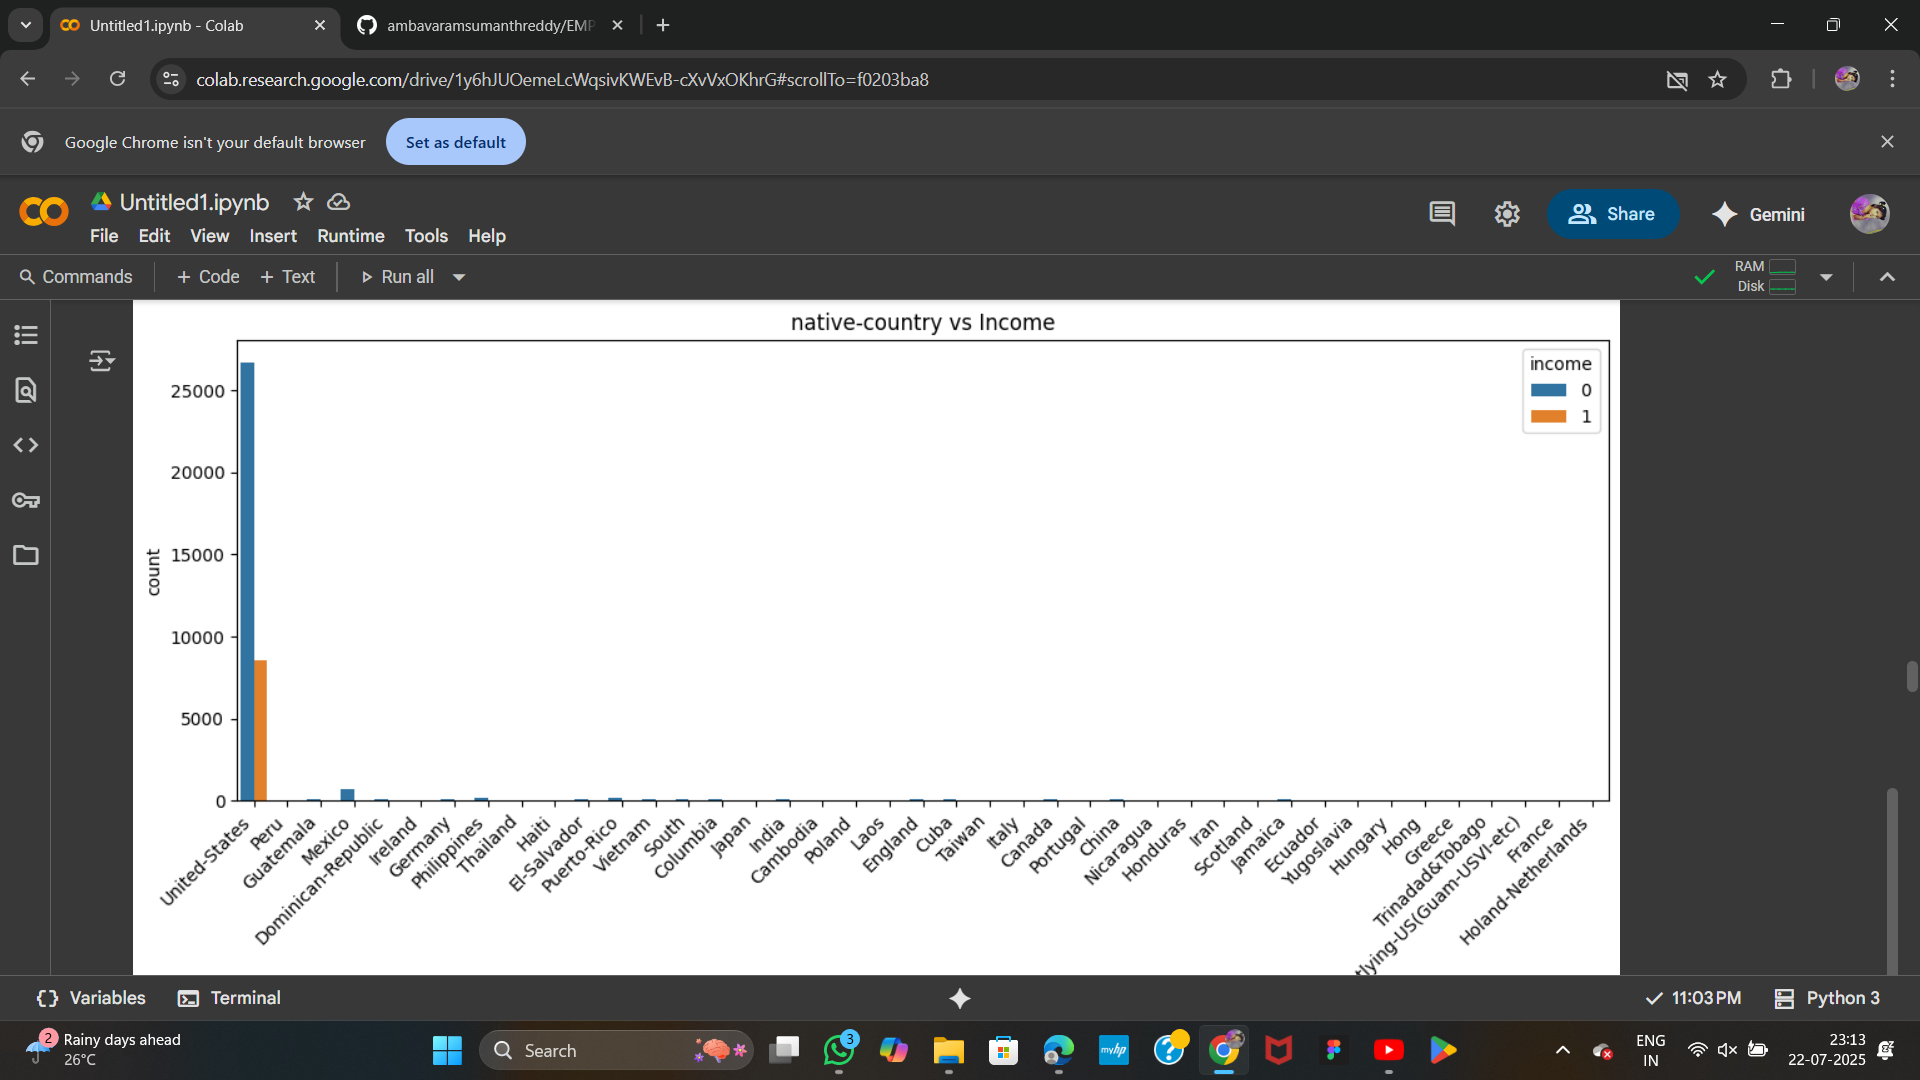 Untitled1.ipynb - Colab
ambavaramsumanthreddy/EMP
colab.research.google.com/drive/1y6hJUOemeLcWqsivKWEvB-cXvVxOKhrG#scrollTo=f0203ba8
Google Chrome isn't your default browser
Set as default
Untitled1.ipynb
File Edit View Insert Runtime Tools Help
Share
Gemini
Commands + Code + Text Run all
RAM
Disk
native-country vs Income
income
0
1
count
25000
20000
15000
10000
5000
0
United-States
Peru
Guatemala
Mexico
Dominican-Republic
Ireland
Germany
Philippines
Thailand
Haiti
El-Salvador
Puerto-Rico
Vietnam
South
Columbia
Japan
India
Cambodia
Poland
Laos
England
Cuba
Taiwan
Italy
Canada
Portugal
China
Nicaragua
Honduras
Iran
Scotland
Jamaica
Ecuador
Yugoslavia
Hungary
Hong
Greece
Trinadad&Tobago
tlying-US(Guam-USVI-etc)
France
Holand-Netherlands
Variables Terminal
11:03 PM Python 3
2
Rainy days ahead
26°C
Search
3
myhp
ENG
IN
23:13
22-07-2025